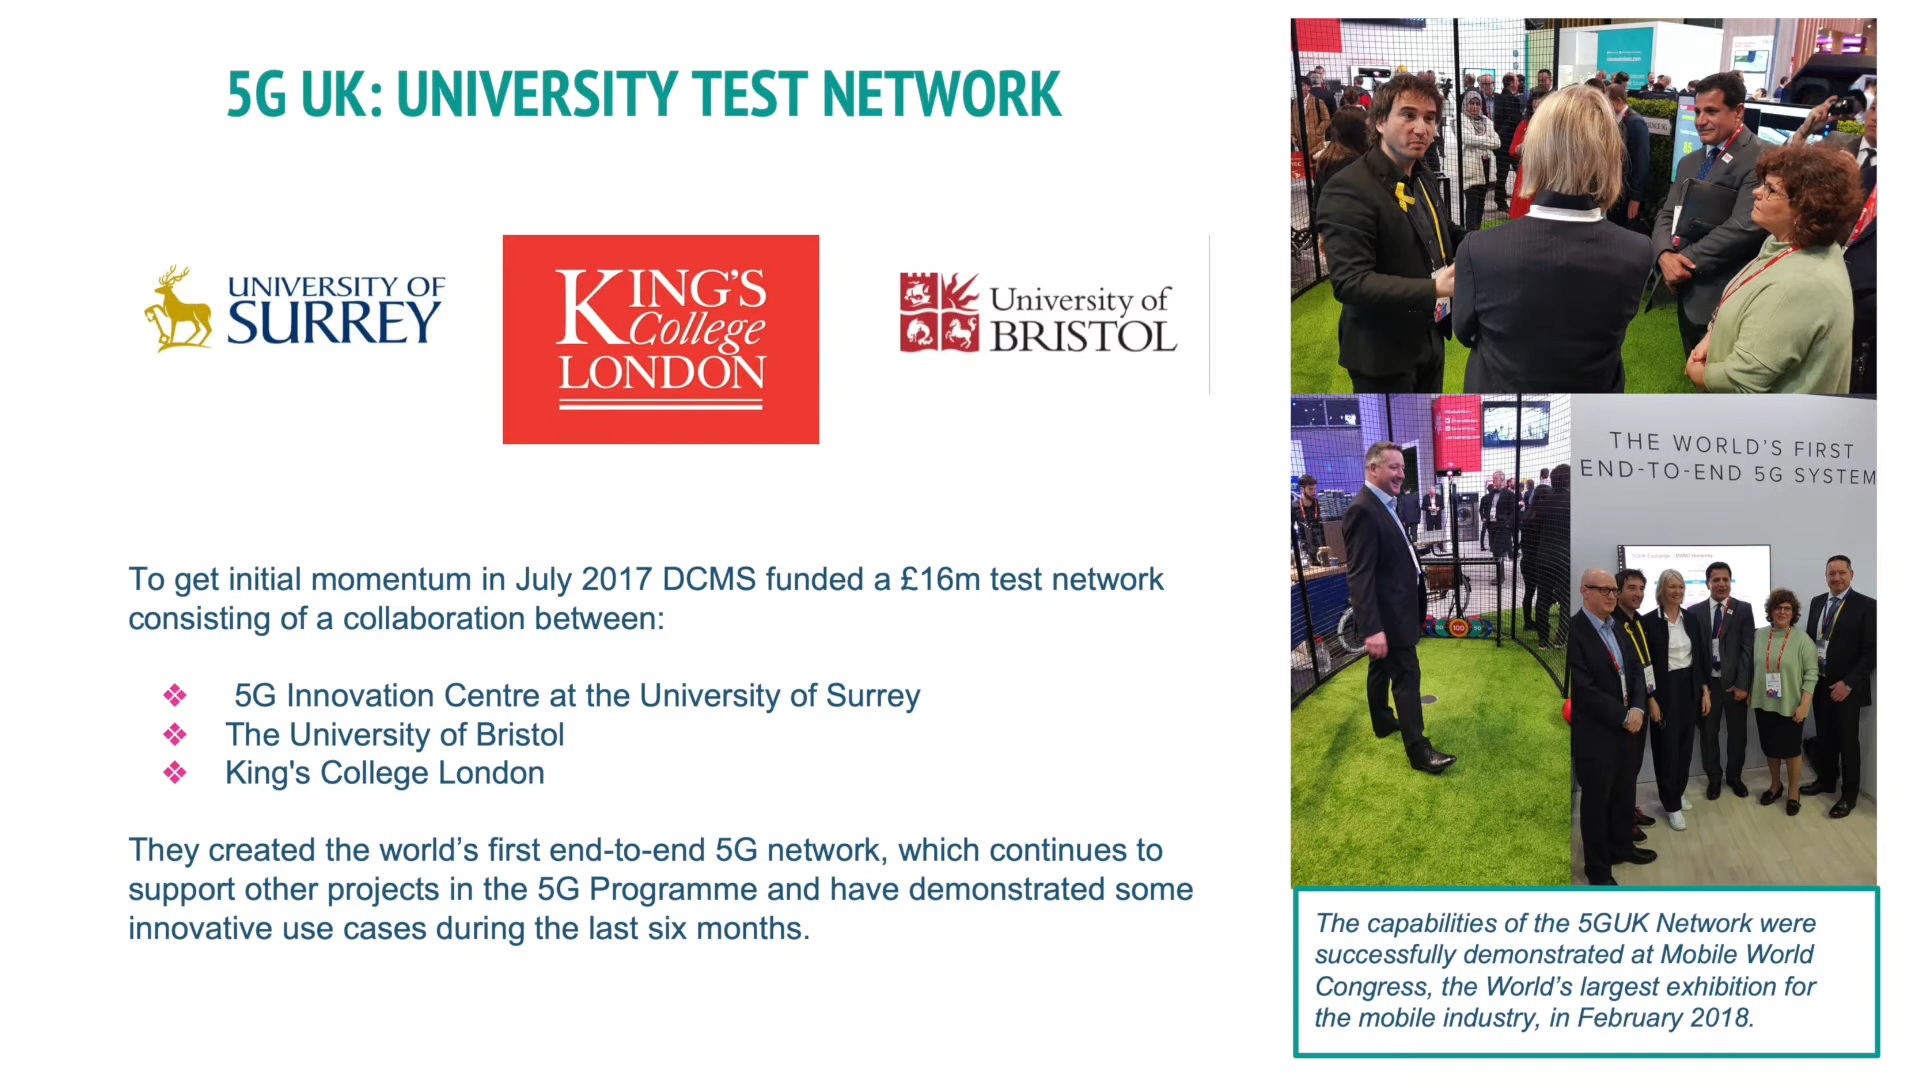 5G UK: UNIVERSITY TEST NETWORK
UNIVERSITY OF
SURREY
KING'S
College
LONDON
University of
BRISTOL
To get initial momentum in July 2017 DCMS funded a £16m test network
consisting of a collaboration between:
❖ 5G Innovation Centre at the University of Surrey
❖ The University of Bristol
❖ King's College London
They created the world’s first end-to-end 5G network, which continues to
support other projects in the 5G Programme and have demonstrated some
innovative use cases during the last six months.
THE WORLD'S FIRST
END-TO-END 5G SYSTEM
50 100 50
The capabilities of the 5GUK Network were
successfully demonstrated at Mobile World
Congress, the World’s largest exhibition for
the mobile industry, in February 2018.